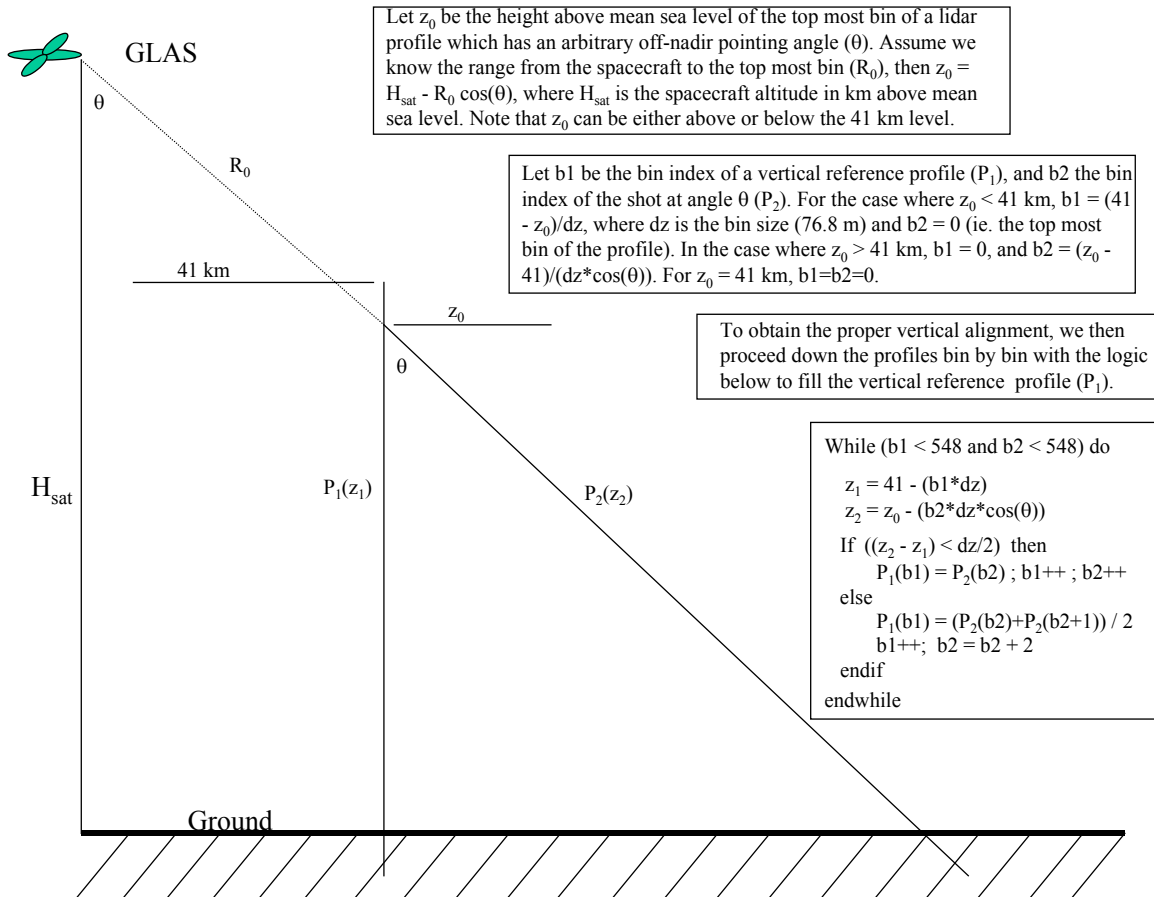 GLAS
θ
R₀
Let z₀ be the height above mean sea level of the top most bin of a lidar
profile which has an arbitrary off-nadir pointing angle (θ). Assume we
know the range from the spacecraft to the top most bin (R₀), then z₀ =
H_sat - R₀ cos(θ), where H_sat is the spacecraft altitude in km above mean
sea level. Note that z₀ can be either above or below the 41 km level.
Let b1 be the bin index of a vertical reference profile (P₁), and b2 the bin
index of the shot at angle θ (P₂). For the case where z₀ < 41 km, b1 = (41
- z₀)/dz, where dz is the bin size (76.8 m) and b2 = 0 (ie. the top most
bin of the profile). In the case where z₀ > 41 km, b1 = 0, and b2 = (z₀ -
41)/(dz*cos(θ)). For z₀ = 41 km, b1=b2=0.
41 km
z₀
θ
To obtain the proper vertical alignment, we then
proceed down the profiles bin by bin with the logic
below to fill the vertical reference profile (P₁).
H_sat
P₁(z₁)
P₂(z₂)
While (b1 < 548 and b2 < 548) do
z₁ = 41 - (b1*dz)
z₂ = z₀ - (b2*dz*cos(θ))
If ((z₂ - z₁) < dz/2) then
P₁(b1) = P₂(b2) ; b1++ ; b2++
else
P₁(b1) = (P₂(b2)+P₂(b2+1)) / 2
b1++; b2 = b2 + 2
endif
endwhile
Ground